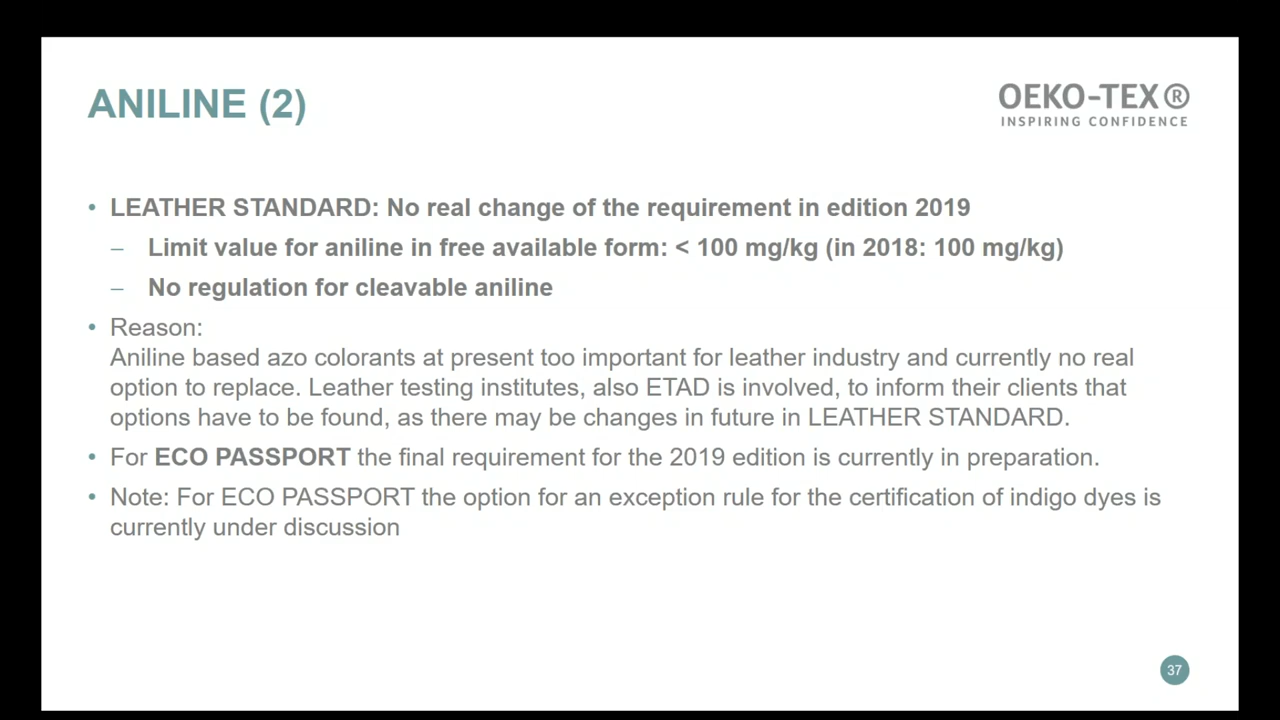 ANILINE (2)
OEKO-TEX®
INSPIRING CONFIDENCE
• LEATHER STANDARD: No real change of the requirement in edition 2019
– Limit value for aniline in free available form: < 100 mg/kg (in 2018: 100 mg/kg)
– No regulation for cleavable aniline
• Reason:
Aniline based azo colorants at present too important for leather industry and currently no real
option to replace. Leather testing institutes, also ETAD is involved, to inform their clients that
options have to be found, as there may be changes in future in LEATHER STANDARD.
• For ECO PASSPORT the final requirement for the 2019 edition is currently in preparation.
• Note: For ECO PASSPORT the option for an exception rule for the certification of indigo dyes is
currently under discussion
37